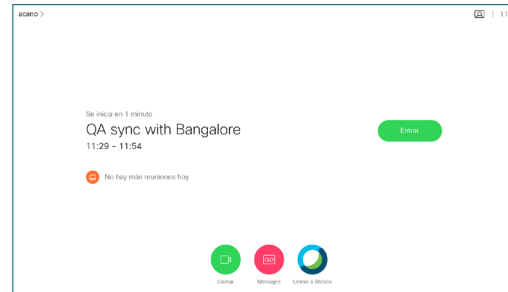 acano >
11
Se inicia en 1 minuto
QA sync with Bangalore
11:29 - 11:54
Entrar
No hay más reuniones hoy
Llamar
Mensajes
Unirse a Webex